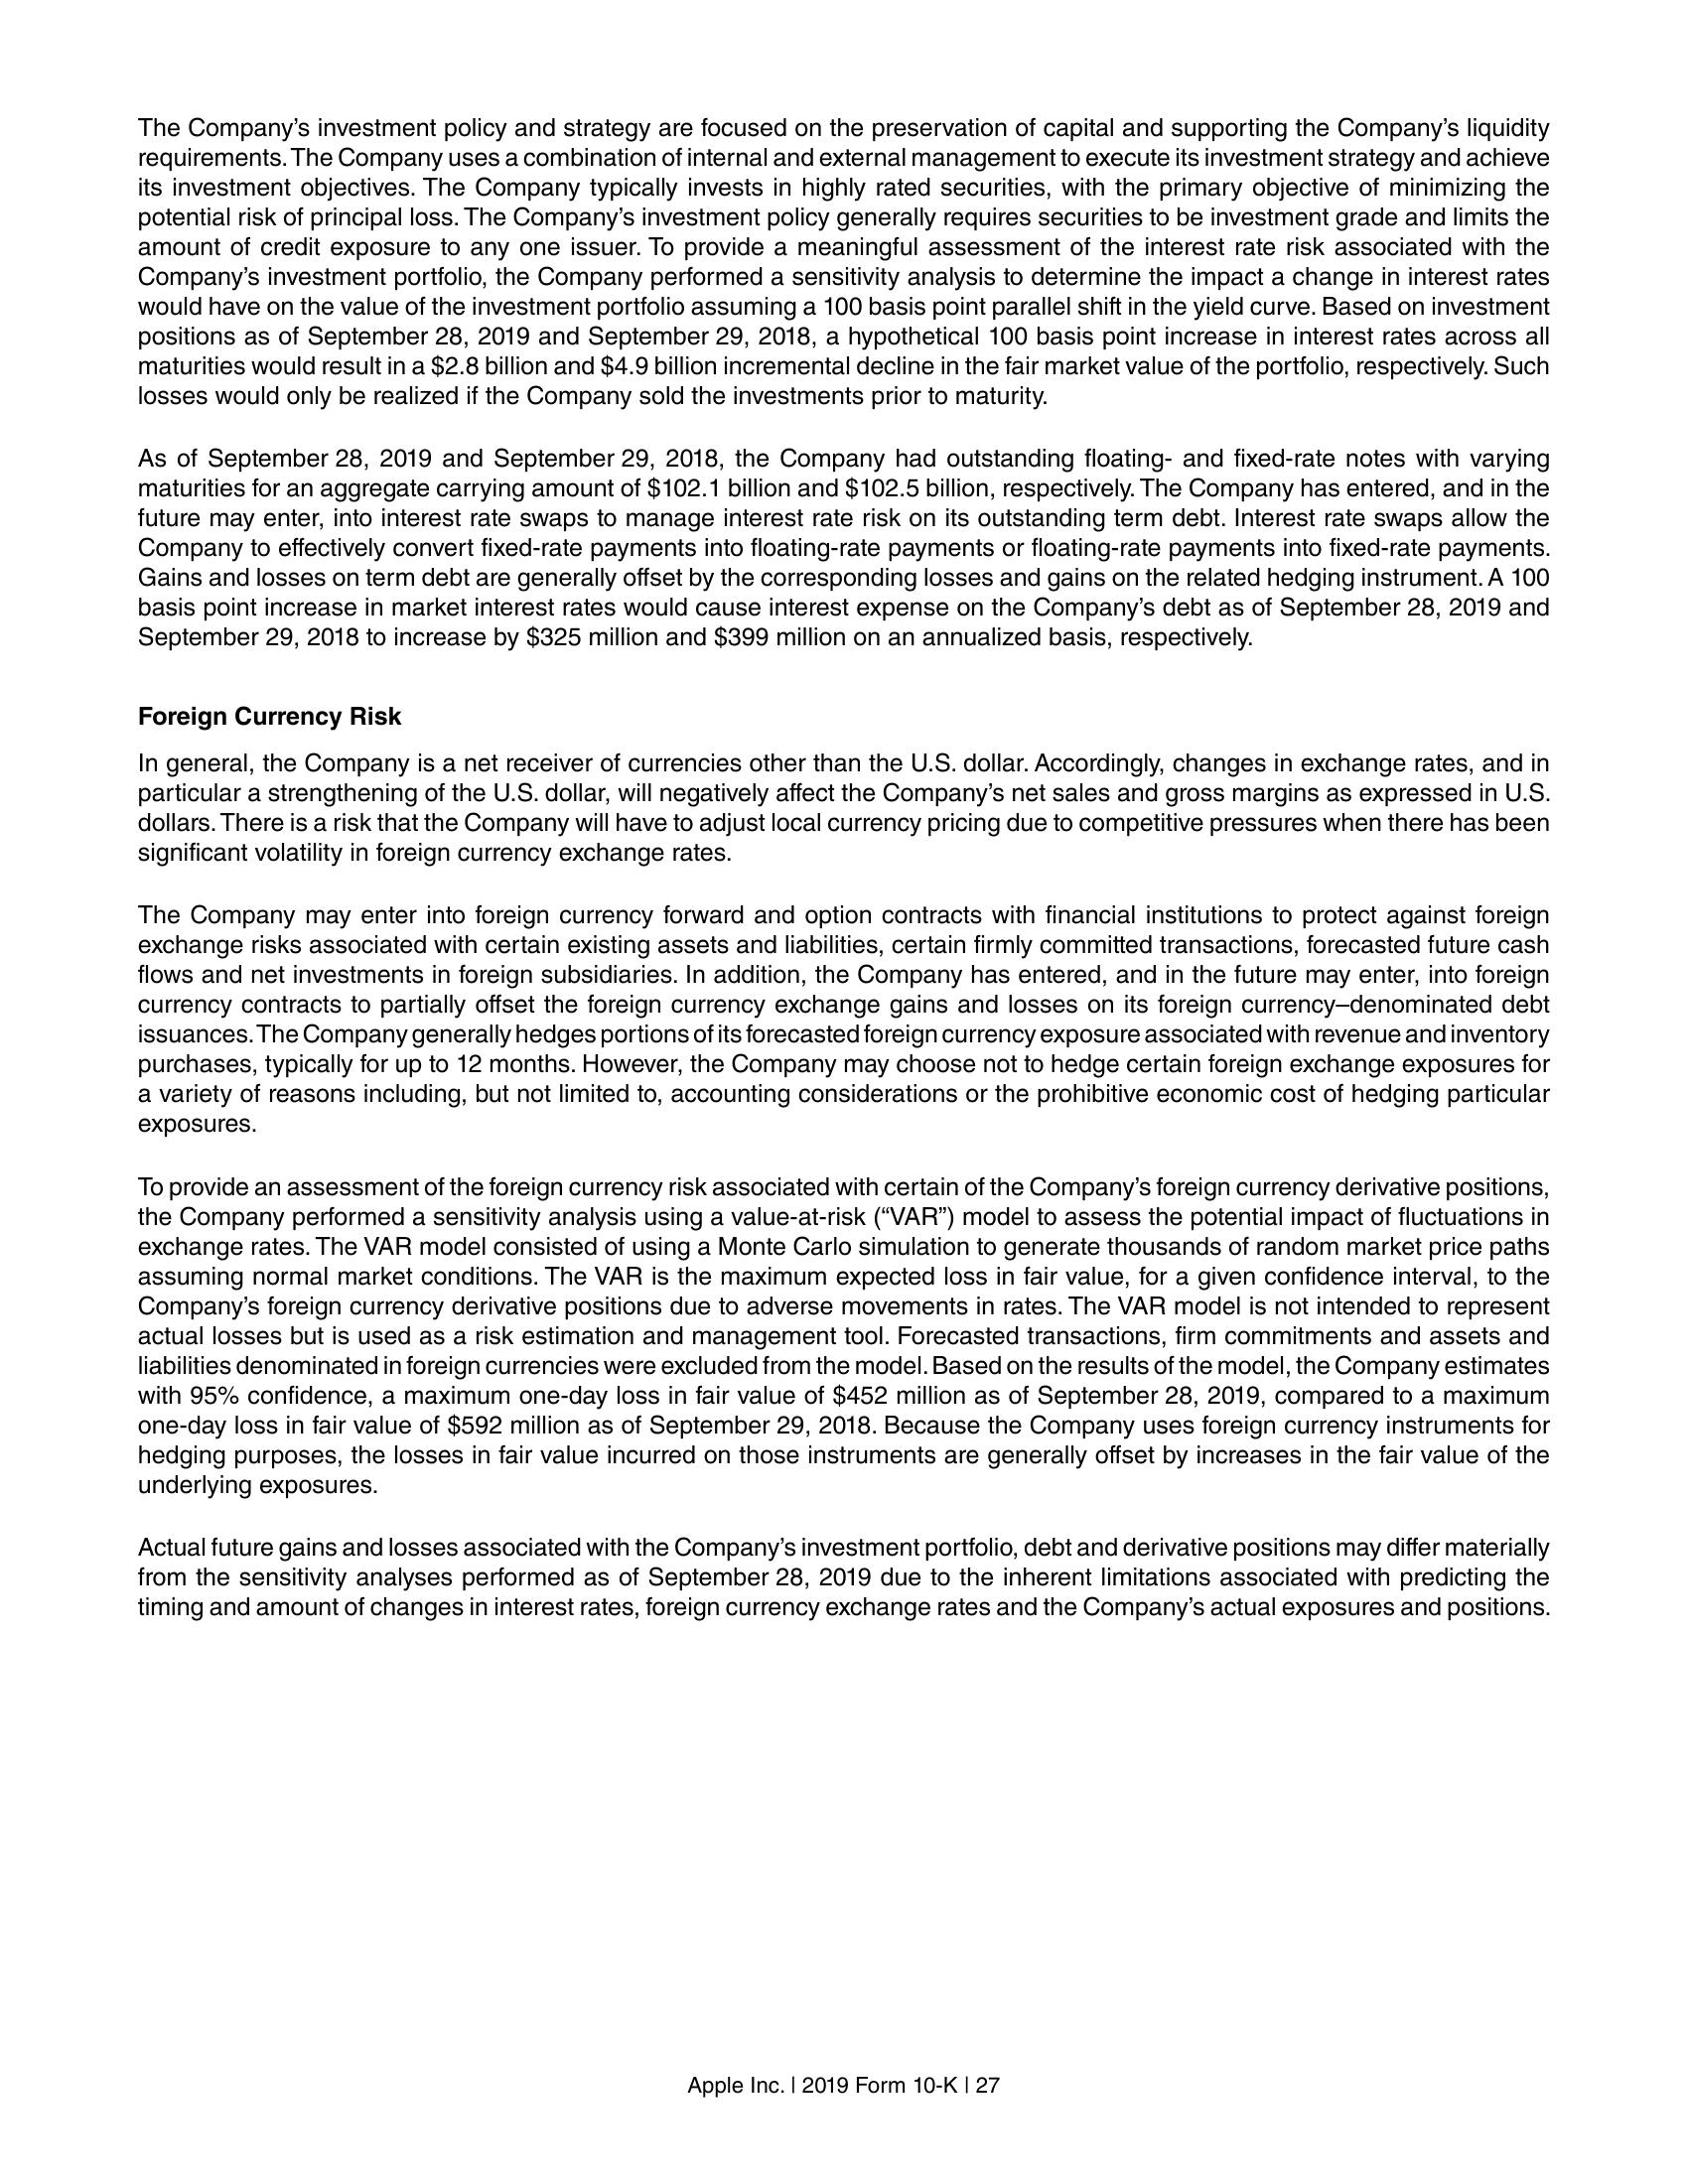 The Company’s investment policy and strategy are focused on the preservation of capital and supporting the Company’s liquidity
requirements. The Company uses a combination of internal and external management to execute its investment strategy and achieve
its investment objectives. The Company typically invests in highly rated securities, with the primary objective of minimizing the
potential risk of principal loss. The Company’s investment policy generally requires securities to be investment grade and limits the
amount of credit exposure to any one issuer. To provide a meaningful assessment of the interest rate risk associated with the
Company’s investment portfolio, the Company performed a sensitivity analysis to determine the impact a change in interest rates
would have on the value of the investment portfolio assuming a 100 basis point parallel shift in the yield curve. Based on investment
positions as of September 28, 2019 and September 29, 2018, a hypothetical 100 basis point increase in interest rates across all
maturities would result in a $2.8 billion and $4.9 billion incremental decline in the fair market value of the portfolio, respectively. Such
losses would only be realized if the Company sold the investments prior to maturity.
As of September 28, 2019 and September 29, 2018, the Company had outstanding floating- and fixed-rate notes with varying
maturities for an aggregate carrying amount of $102.1 billion and $102.5 billion, respectively. The Company has entered, and in the
future may enter, into interest rate swaps to manage interest rate risk on its outstanding term debt. Interest rate swaps allow the
Company to effectively convert fixed-rate payments into floating-rate payments or floating-rate payments into fixed-rate payments.
Gains and losses on term debt are generally offset by the corresponding losses and gains on the related hedging instrument. A 100
basis point increase in market interest rates would cause interest expense on the Company’s debt as of September 28, 2019 and
September 29, 2018 to increase by $325 million and $399 million on an annualized basis, respectively.
Foreign Currency Risk
In general, the Company is a net receiver of currencies other than the U.S. dollar. Accordingly, changes in exchange rates, and in
particular a strengthening of the U.S. dollar, will negatively affect the Company’s net sales and gross margins as expressed in U.S.
dollars. There is a risk that the Company will have to adjust local currency pricing due to competitive pressures when there has been
significant volatility in foreign currency exchange rates.
The Company may enter into foreign currency forward and option contracts with financial institutions to protect against foreign
exchange risks associated with certain existing assets and liabilities, certain firmly committed transactions, forecasted future cash
flows and net investments in foreign subsidiaries. In addition, the Company has entered, and in the future may enter, into foreign
currency contracts to partially offset the foreign currency exchange gains and losses on its foreign currency–denominated debt
issuances. The Company generally hedges portions of its forecasted foreign currency exposure associated with revenue and inventory
purchases, typically for up to 12 months. However, the Company may choose not to hedge certain foreign exchange exposures for
a variety of reasons including, but not limited to, accounting considerations or the prohibitive economic cost of hedging particular
exposures.
To provide an assessment of the foreign currency risk associated with certain of the Company’s foreign currency derivative positions,
the Company performed a sensitivity analysis using a value-at-risk (“VAR”) model to assess the potential impact of fluctuations in
exchange rates. The VAR model consisted of using a Monte Carlo simulation to generate thousands of random market price paths
assuming normal market conditions. The VAR is the maximum expected loss in fair value, for a given confidence interval, to the
Company’s foreign currency derivative positions due to adverse movements in rates. The VAR model is not intended to represent
actual losses but is used as a risk estimation and management tool. Forecasted transactions, firm commitments and assets and
liabilities denominated in foreign currencies were excluded from the model. Based on the results of the model, the Company estimates
with 95% confidence, a maximum one-day loss in fair value of $452 million as of September 28, 2019, compared to a maximum
one-day loss in fair value of $592 million as of September 29, 2018. Because the Company uses foreign currency instruments for
hedging purposes, the losses in fair value incurred on those instruments are generally offset by increases in the fair value of the
underlying exposures.
Actual future gains and losses associated with the Company’s investment portfolio, debt and derivative positions may differ materially
from the sensitivity analyses performed as of September 28, 2019 due to the inherent limitations associated with predicting the
timing and amount of changes in interest rates, foreign currency exchange rates and the Company’s actual exposures and positions.
Apple Inc. | 2019 Form 10-K | 27